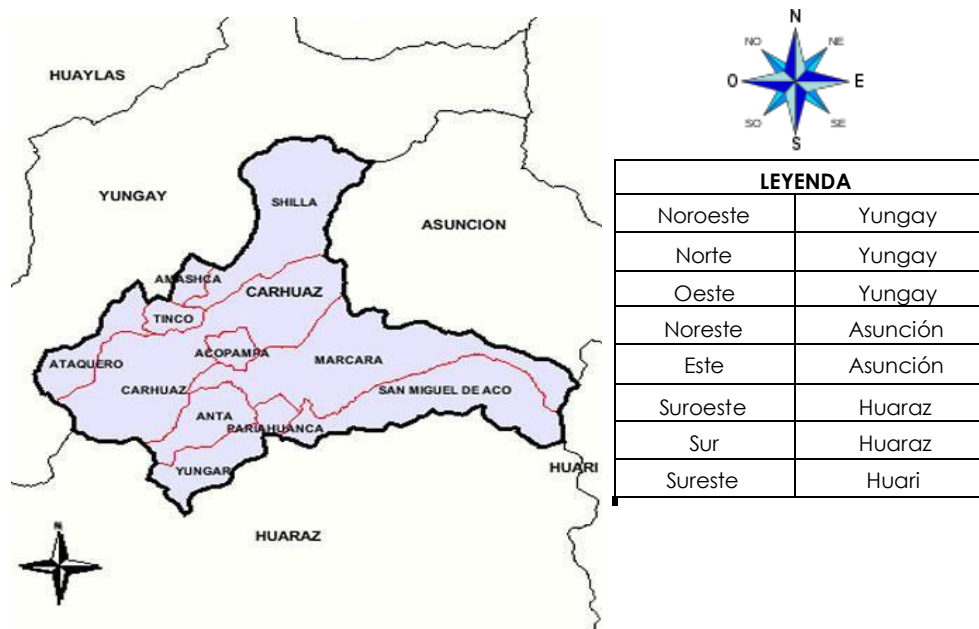 N
NO
NE
O
E
SO
SE
S
HUAYLAS
YUNGAY
SHILLA
ASUNCION
AMASHCA
CARHUAZ
TINCO
ACOPAMPA
ATAQUERO
MARCARA
CARHUAZ
SAN MIGUEL DE ACO
ANTA
PARIAHUANCA
YUNGAR
HUARI
HUARAZ
N
LEYENDA
Noroeste Yungay
Norte Yungay
Oeste Yungay
Noreste Asunción
Este Asunción
Suroeste Huaraz
Sur Huaraz
Sureste Huari